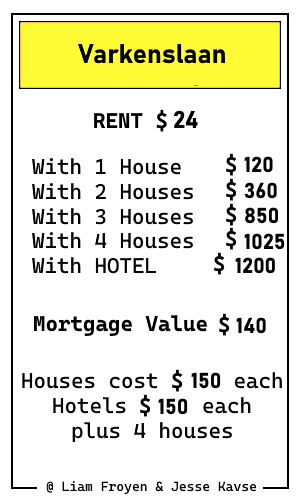 Varkenslaan
RENT $ 24
With 1 House $ 120
With 2 Houses $ 360
With 3 Houses $ 850
With 4 Houses $ 1025
With HOTEL $ 1200
Mortgage Value $ 140
Houses cost $ 150 each
Hotels $ 150 each
plus 4 houses
@ Liam Froyen & Jesse Kavse